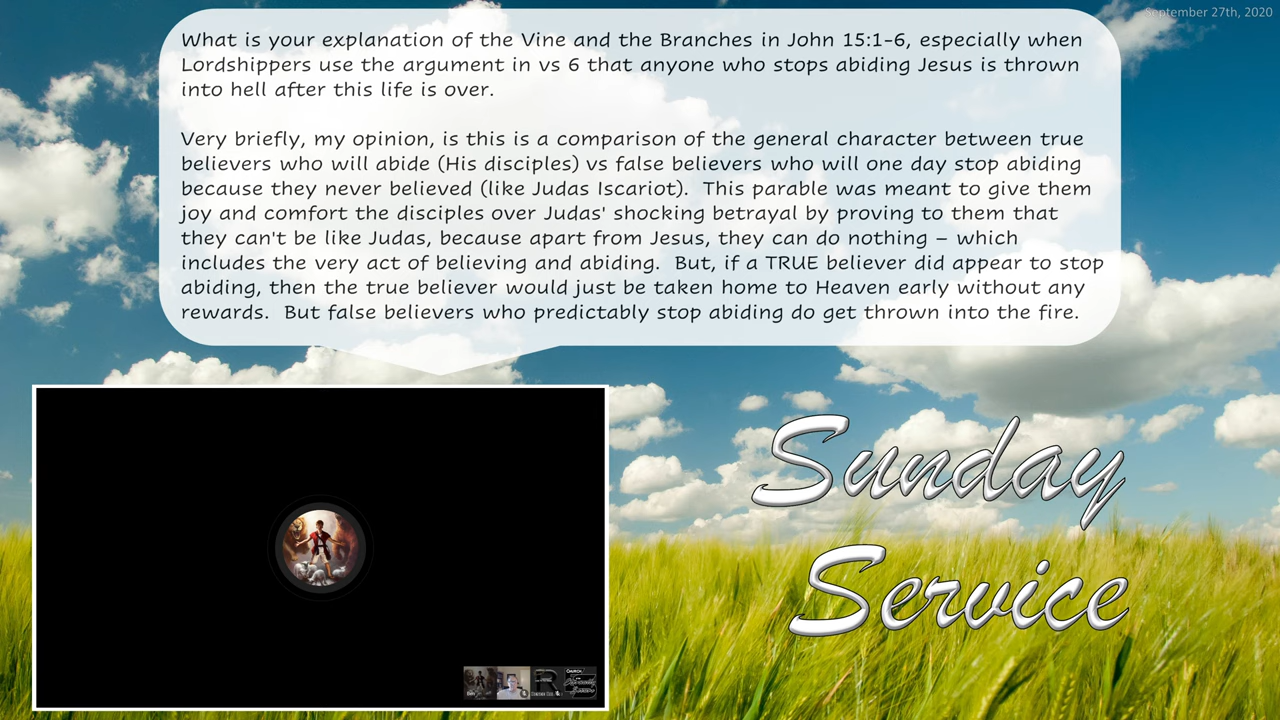 September 27th, 2020
What is your explanation of the Vine and the Branches in John 15:1-6, especially when
Lordshippers use the argument in vs 6 that anyone who stops abiding Jesus is thrown
into hell after this life is over.
Very briefly, my opinion, is this is a comparison of the general character between true
believers who will abide (His disciples) vs false believers who will one day stop abiding
because they never believed (like Judas Iscariot).  This parable was meant to give them
joy and comfort the disciples over Judas' shocking betrayal by proving to them that
they can't be like Judas, because apart from Jesus, they can do nothing – which
includes the very act of believing and abiding.  But, if a TRUE believer did appear to stop
abiding, then the true believer would just be taken home to Heaven early without any
rewards.  But false believers who predictably stop abiding do get thrown into the fire.
Sunday
Service